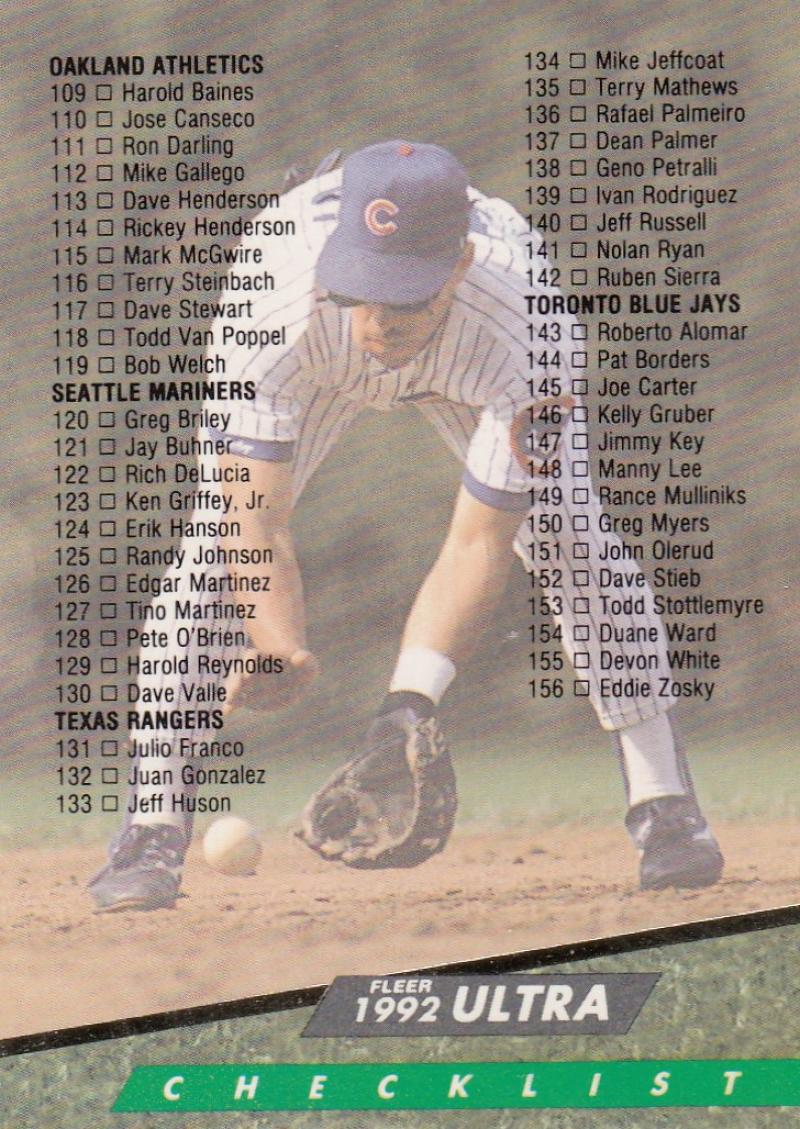 OAKLAND ATHLETICS
109 □ Harold Baines
110 □ Jose Canseco
111 □ Ron Darling
112 □ Mike Gallego
113 □ Dave Henderson
114 □ Rickey Henderson
115 □ Mark McGwire
116 □ Terry Steinbach
117 □ Dave Stewart
118 □ Todd Van Poppel
119 □ Bob Welch
SEATTLE MARINERS
120 □ Greg Briley
121 □ Jay Buhner
122 □ Rich DeLucia
123 □ Ken Griffey, Jr.
124 □ Erik Hanson
125 □ Randy Johnson
126 □ Edgar Martinez
127 □ Tino Martinez
128 □ Pete O'Brien
129 □ Harold Reynolds
130 □ Dave Valle
TEXAS RANGERS
131 □ Julio Franco
132 □ Juan Gonzalez
133 □ Jeff Huson
134 □ Mike Jeffcoat
135 □ Terry Mathews
136 □ Rafael Palmeiro
137 □ Dean Palmer
138 □ Geno Petralli
139 □ Ivan Rodriguez
140 □ Jeff Russell
141 □ Nolan Ryan
142 □ Ruben Sierra
TORONTO BLUE JAYS
143 □ Roberto Alomar
144 □ Pat Borders
145 □ Joe Carter
146 □ Kelly Gruber
147 □ Jimmy Key
148 □ Manny Lee
149 □ Rance Mulliniks
150 □ Greg Myers
151 □ John Olerud
152 □ Dave Stieb
153 □ Todd Stottlemyre
154 □ Duane Ward
155 □ Devon White
156 □ Eddie Zosky
C
FLEER
1992 ULTRA
CHECKLIST